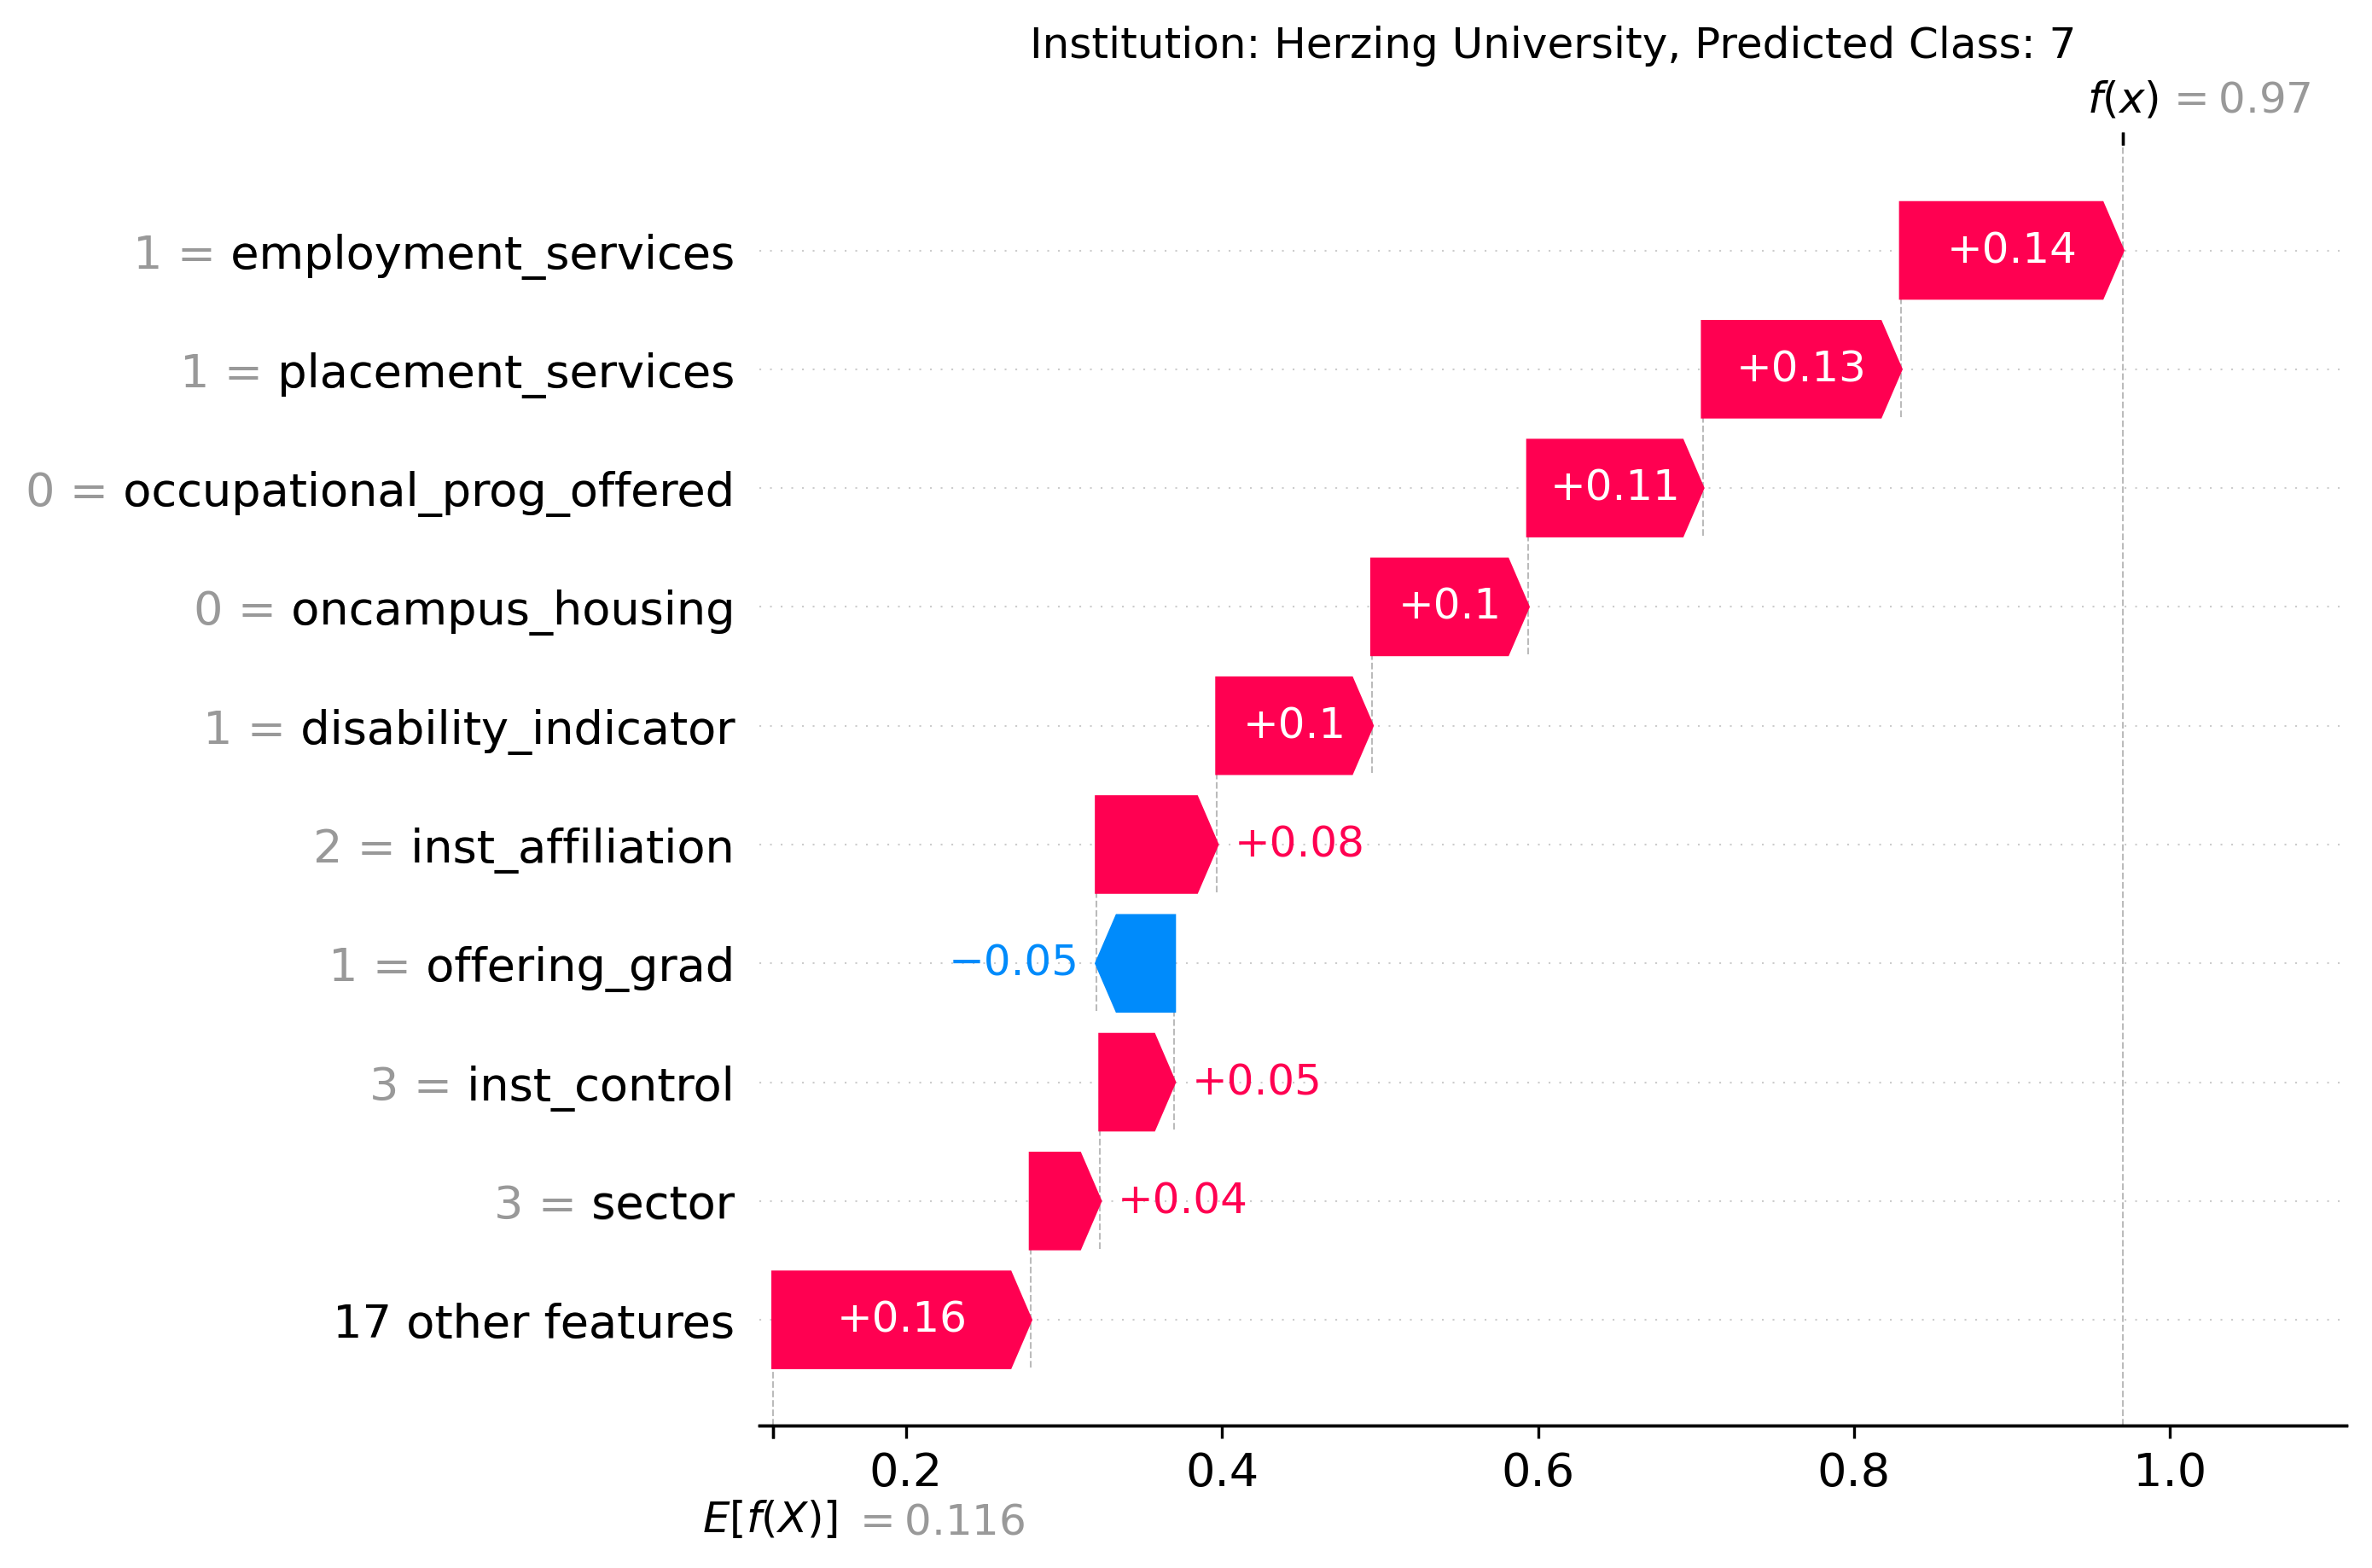 Institution: Herzing University, Predicted Class: 7
f(x) = 0.97
1 = employment_services +0.14
1 = placement_services +0.13
0 = occupational_prog_offered +0.11
0 = oncampus_housing +0.1
1 = disability_indicator +0.1
2 = inst_affiliation +0.08
1 = offering_grad −0.05
3 = inst_control +0.05
3 = sector +0.04
17 other features +0.16
0.2 0.4 0.6 0.8 1.0
E[f(X)] = 0.116